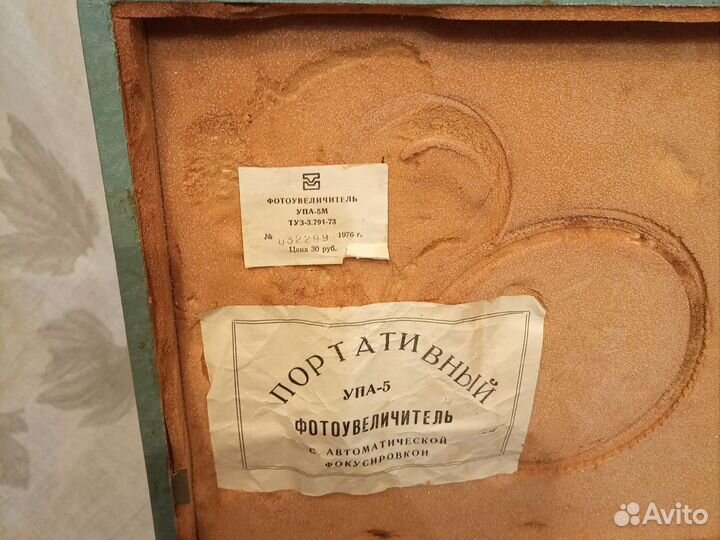 ФОТОУВЕЛИЧИТЕЛЬ
УПА-5М
ТУ3-3.791-73
№ 032299 1976 г.
Цена 30 руб.
ПОРТАТИВНЫЙ
УПА-5
ФОТОУВЕЛИЧИТЕЛЬ
С АВТОМАТИЧЕСКОЙ
ФОКУСИРОВКОЙ
Avito